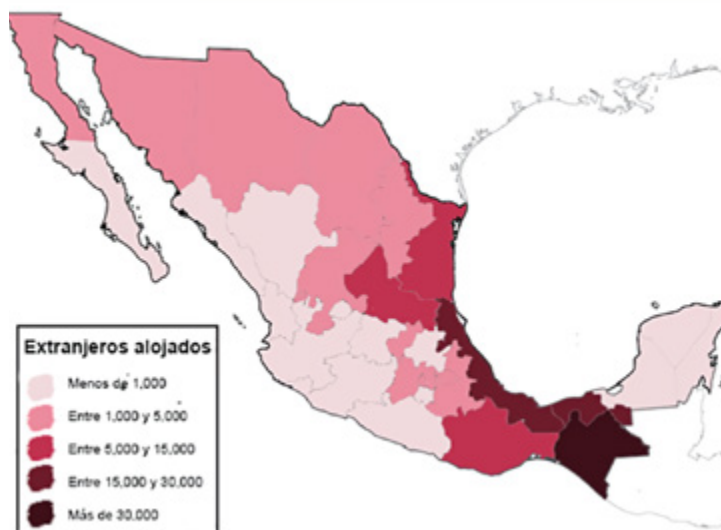 Extranjeros alojados
Menos de 1,000
Entre 1,000 y 5,000
Entre 5,000 y 15,000
Entre 15,000 y 30,000
Más de 30,000